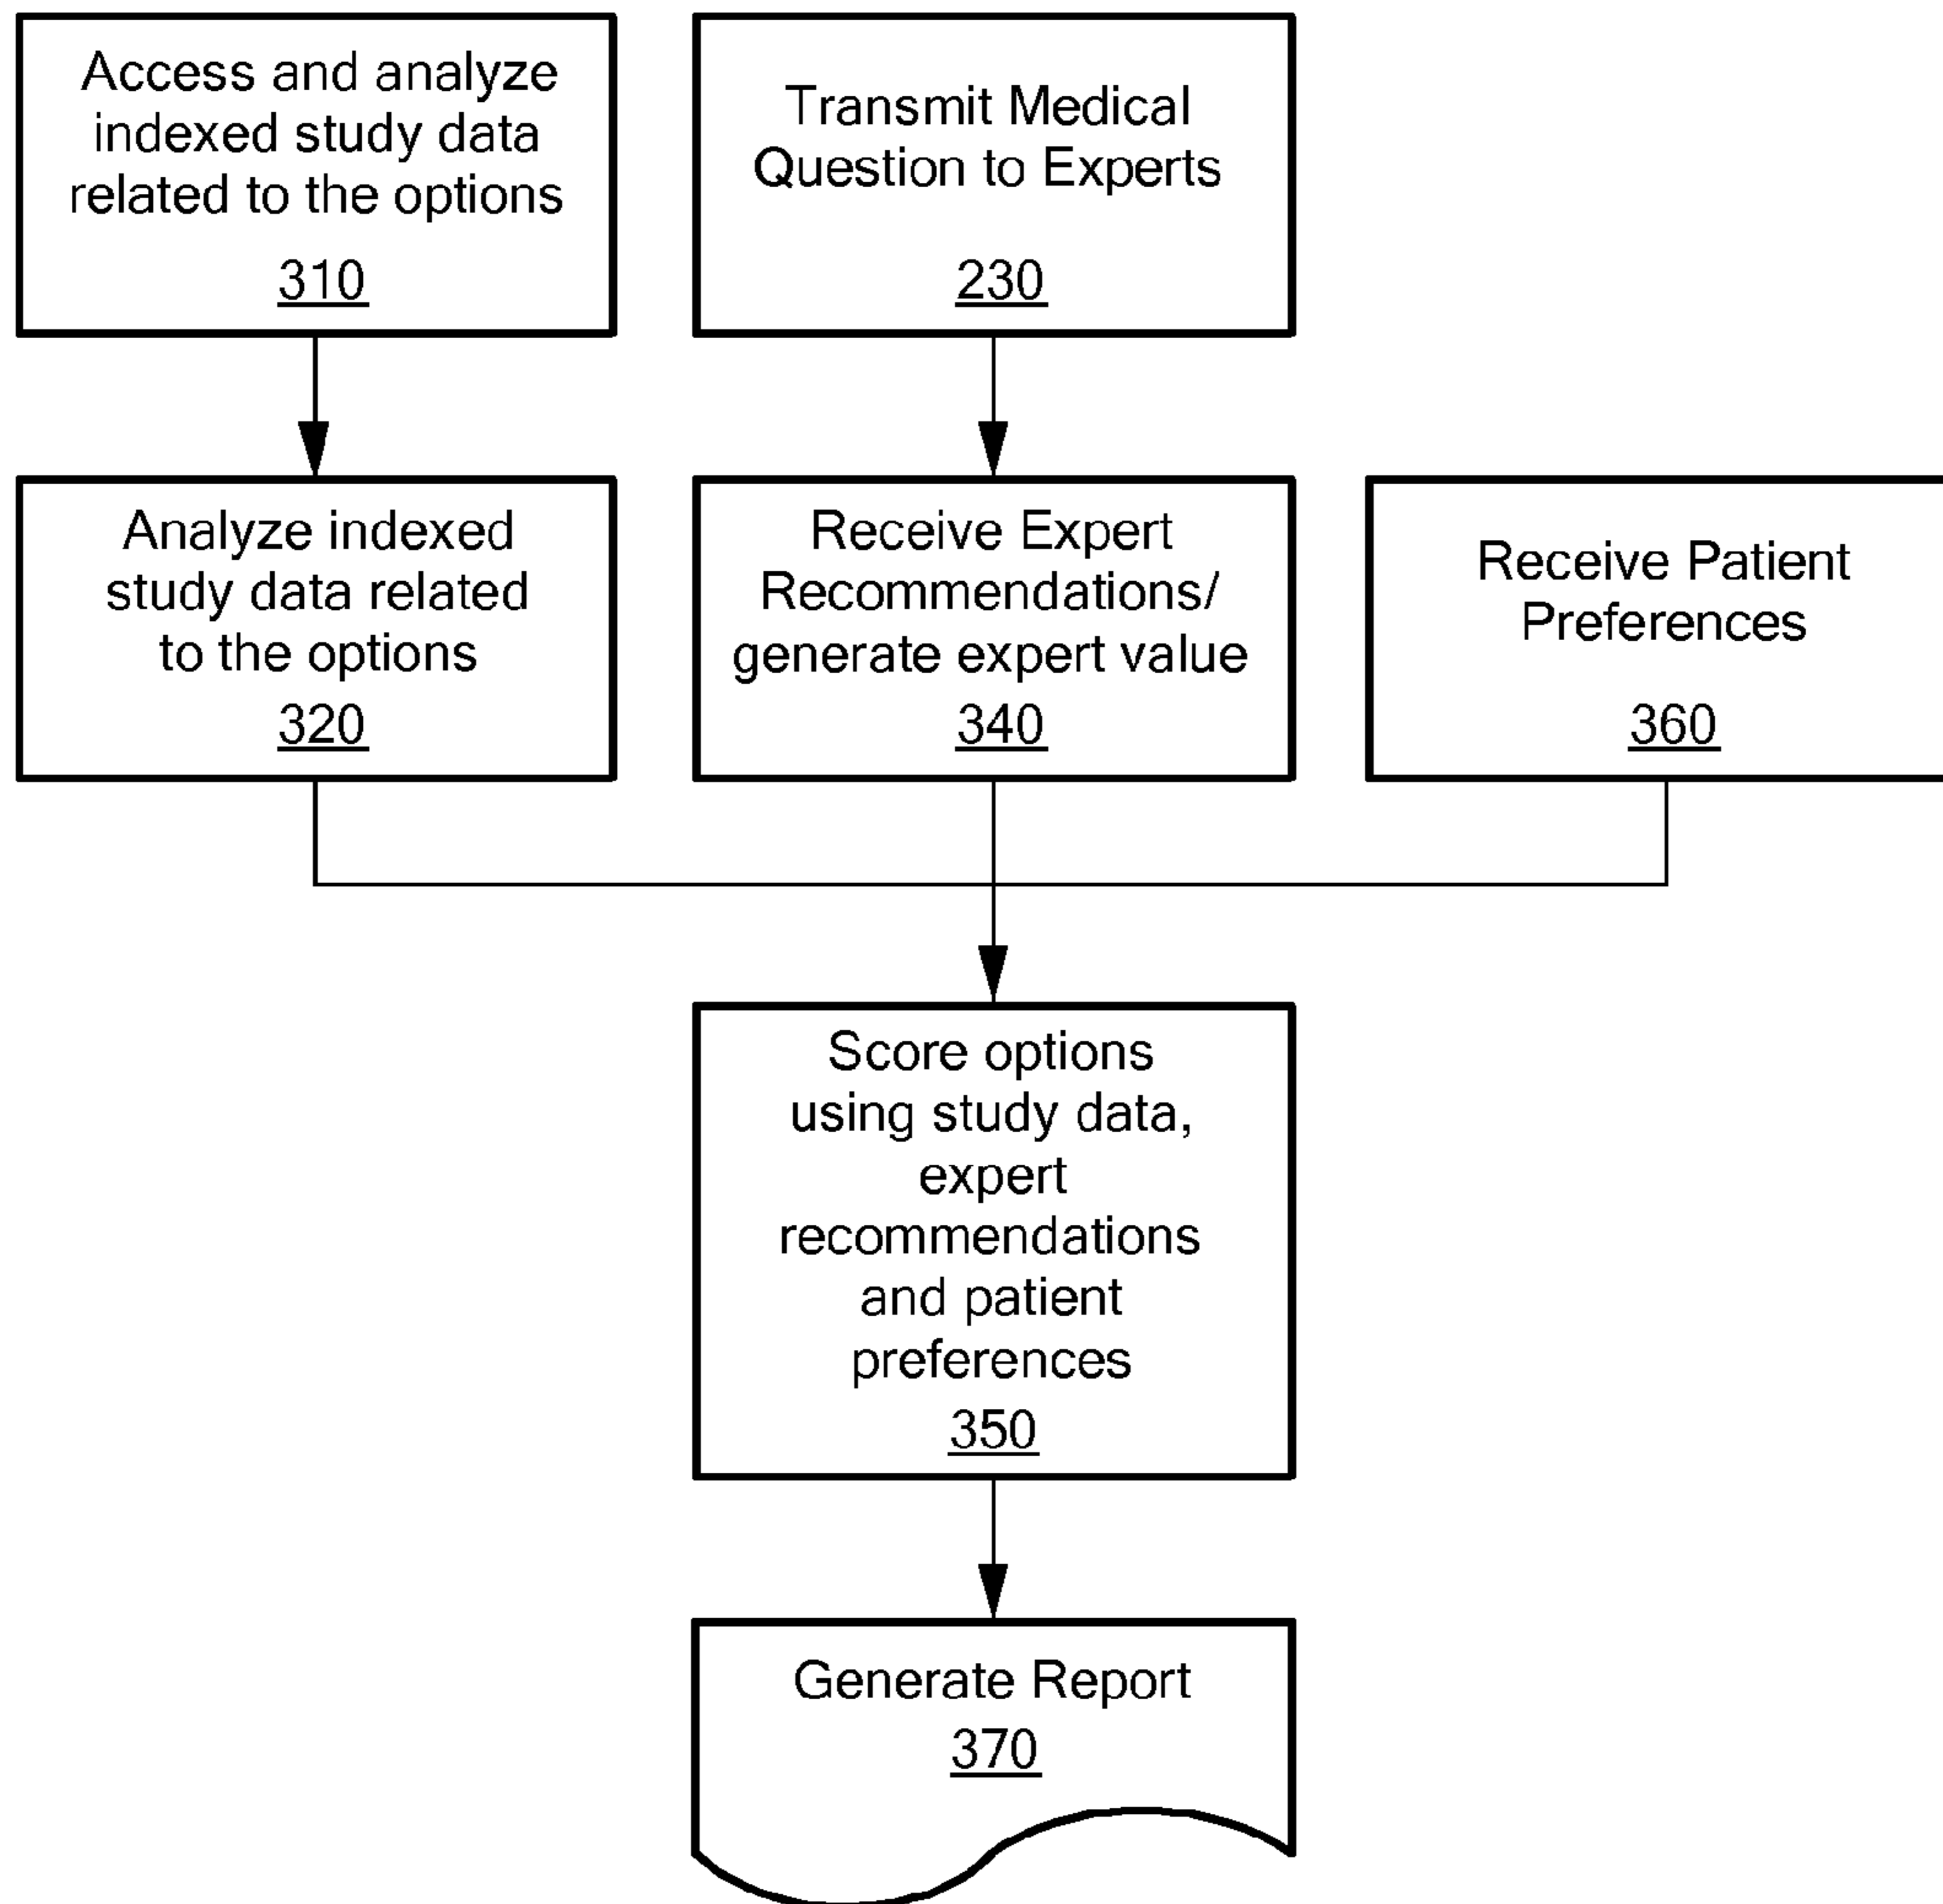 Access and analyze
indexed study data
related to the options
310
Transmit Medical
Question to Experts
230
Analyze indexed
study data related
to the options
320
Receive Expert
Recommendations/
generate expert value
340
Receive Patient
Preferences
360
Score options
using study data,
expert
recommendations
and patient
preferences
350
Generate Report
370